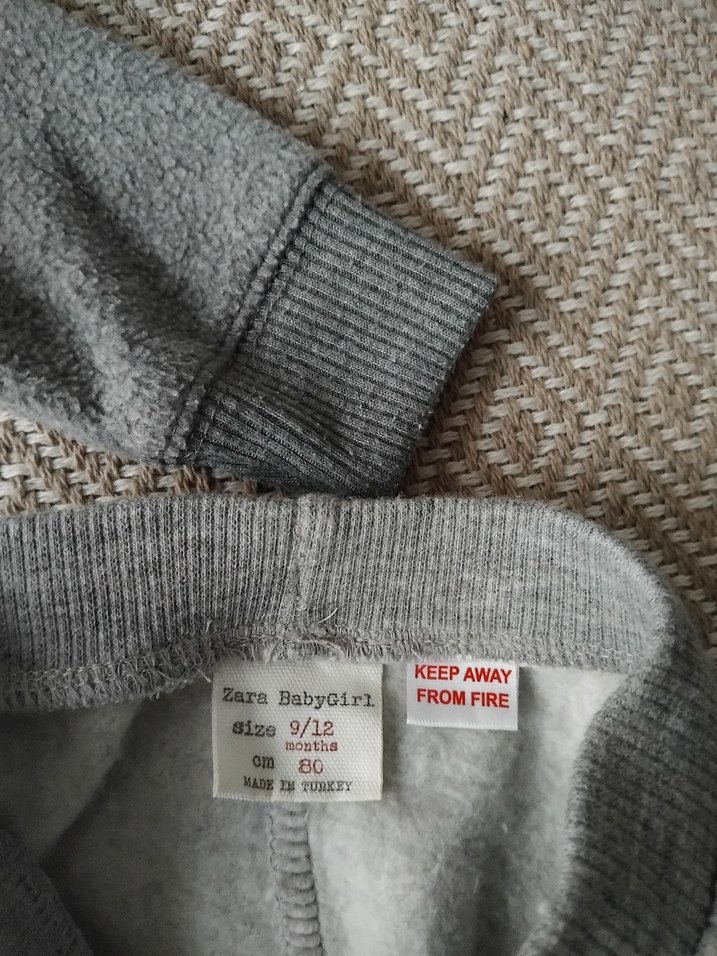 Zara BabyGirl
size 9/12
months
cm 80
MADE IN TURKEY
KEEP AWAY
FROM FIRE